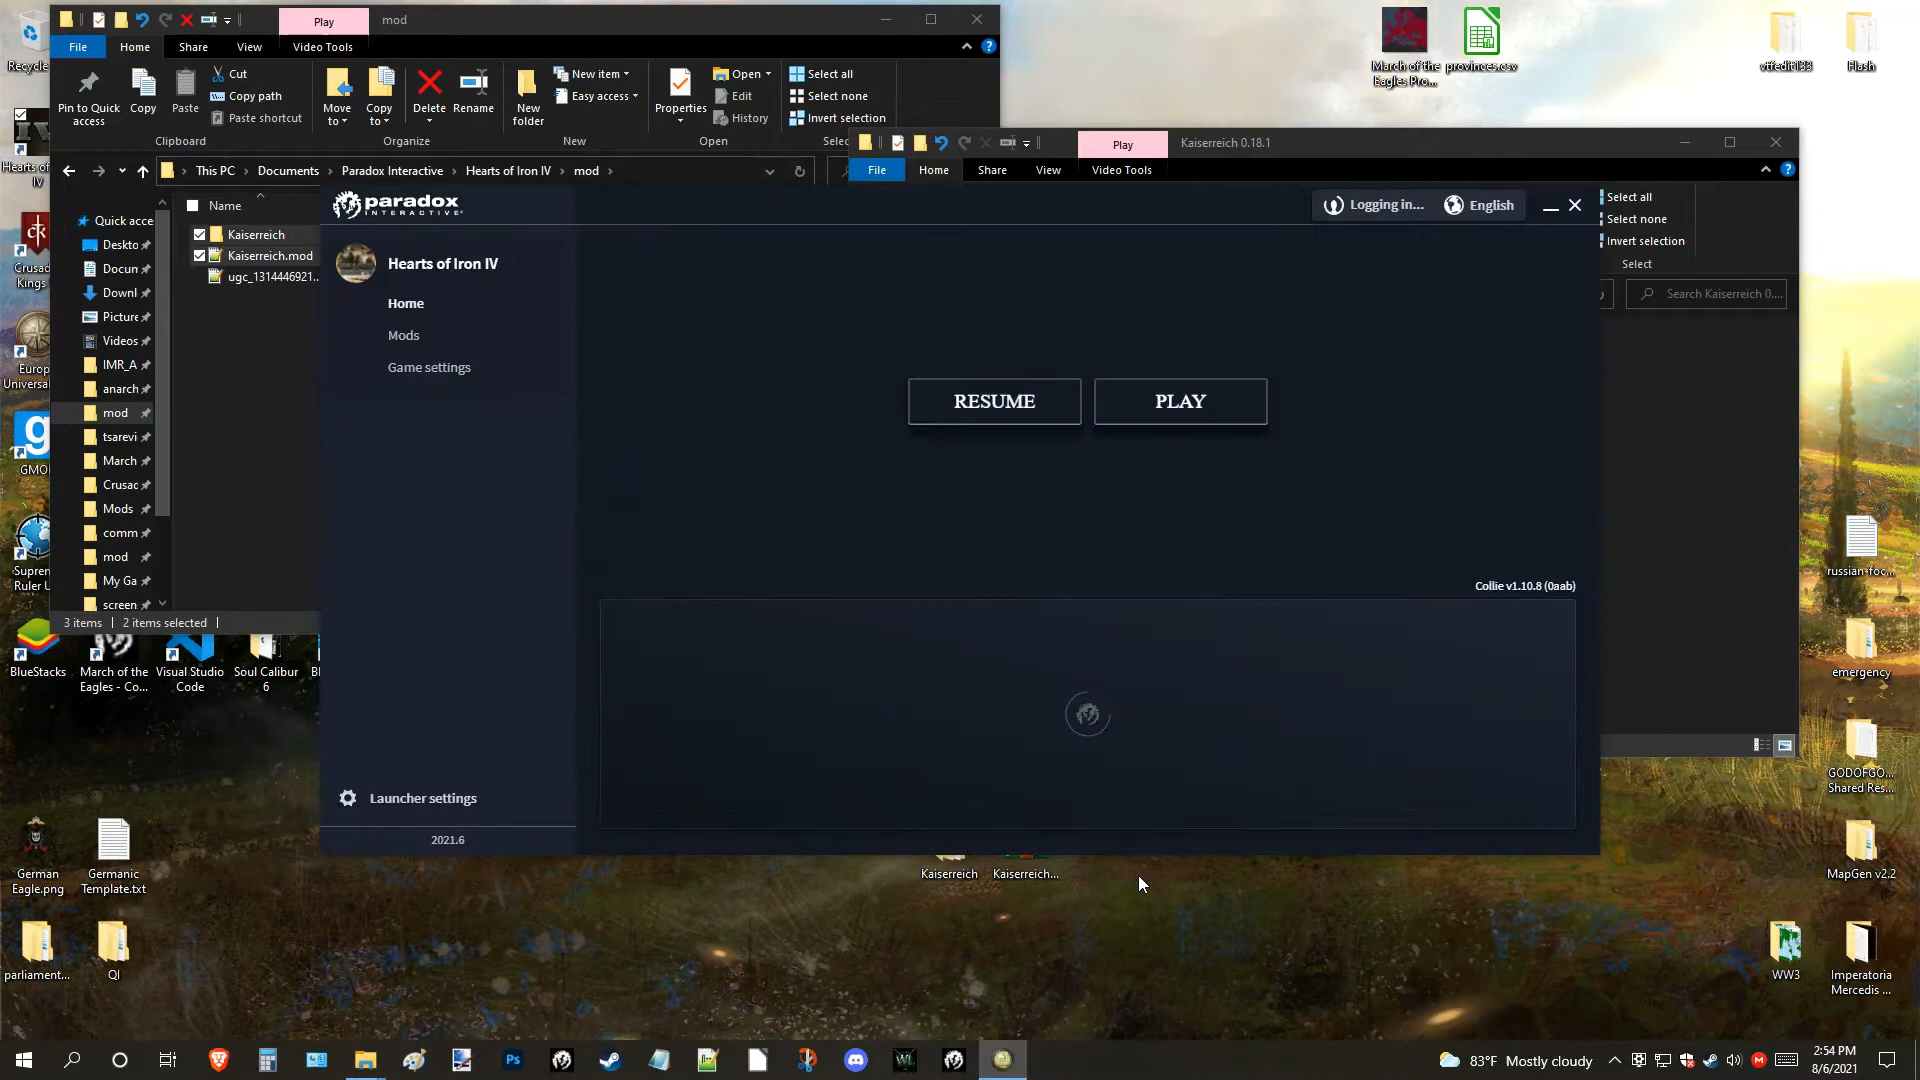 Play
mod
File
Home
Share
View
Video Tools
Pin to Quick
access
Copy
Paste
Cut
Copy path
Paste shortcut
Clipboard
Move
to
Copy
to
Delete
Rename
Organize
New
folder
New item
Easy access
New
Properties
Open
Edit
History
Open
Select all
Select none
Invert selection
This PC
Documents
Paradox Interactive
Hearts of Iron IV
mod
Name
Kaiserreich
Kaiserreich.mod
ugc_1314446921..
Quick acce
Deskto
Docum
Downl
Picture
Videos
IMR_A
anarch
mod
tsarevi
March
Crusac
Mods
comm
mod
My Ga
screen
3 items
2 items selected
Play
Kaiserreich 0.18.1
File
Home
Share
View
Video Tools
Select all
Select none
Invert selection
Select
Search Kaiserreich 0....
paradox
INTERACTIVE
Logging in...
English
Hearts of Iron IV
Home
Mods
Game settings
RESUME
PLAY
Collie v1.10.8 (0aab)
Launcher settings
2021.6
Recycle
Hearts of
IV
Crusad
Kings
Europ
Universa
GMO
Suprem
Ruler U
BlueStacks
March of the
Eagles - Co...
Visual Studio
Code
Soul Calibur
6
German
Eagle.png
Germanic
Template.txt
parliament...
QI
Kaiserreich
Kaiserreich...
March of the
Eagles Pro...
provinces.csv
vtfedit133
Flash
russian-foc...
emergency
GODOFGO...
Shared Res...
MapGen v2.2
WW3
Imperatoria
Mercedis ...
Ps
83°F Mostly cloudy
2:54 PM
8/6/2021